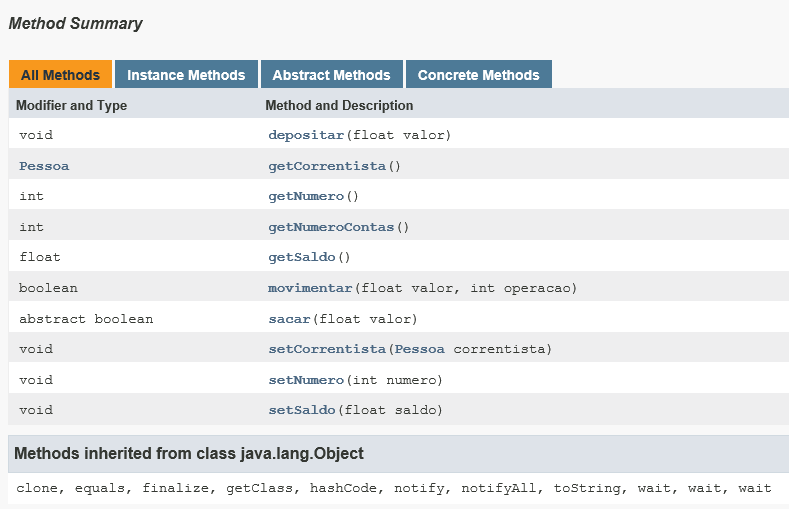 Method Summary
All Methods Instance Methods Abstract Methods Concrete Methods
Modifier and Type Method and Description
void depositar(float valor)
Pessoa getCorrentista()
int getNumero()
int getNumeroContas()
float getSaldo()
boolean movimentar(float valor, int operacao)
abstract boolean sacar(float valor)
void setCorrentista(Pessoa correntista)
void setNumero(int numero)
void setSaldo(float saldo)
Methods inherited from class java.lang.Object
clone, equals, finalize, getClass, hashCode, notify, notifyAll, toString, wait, wait, wait